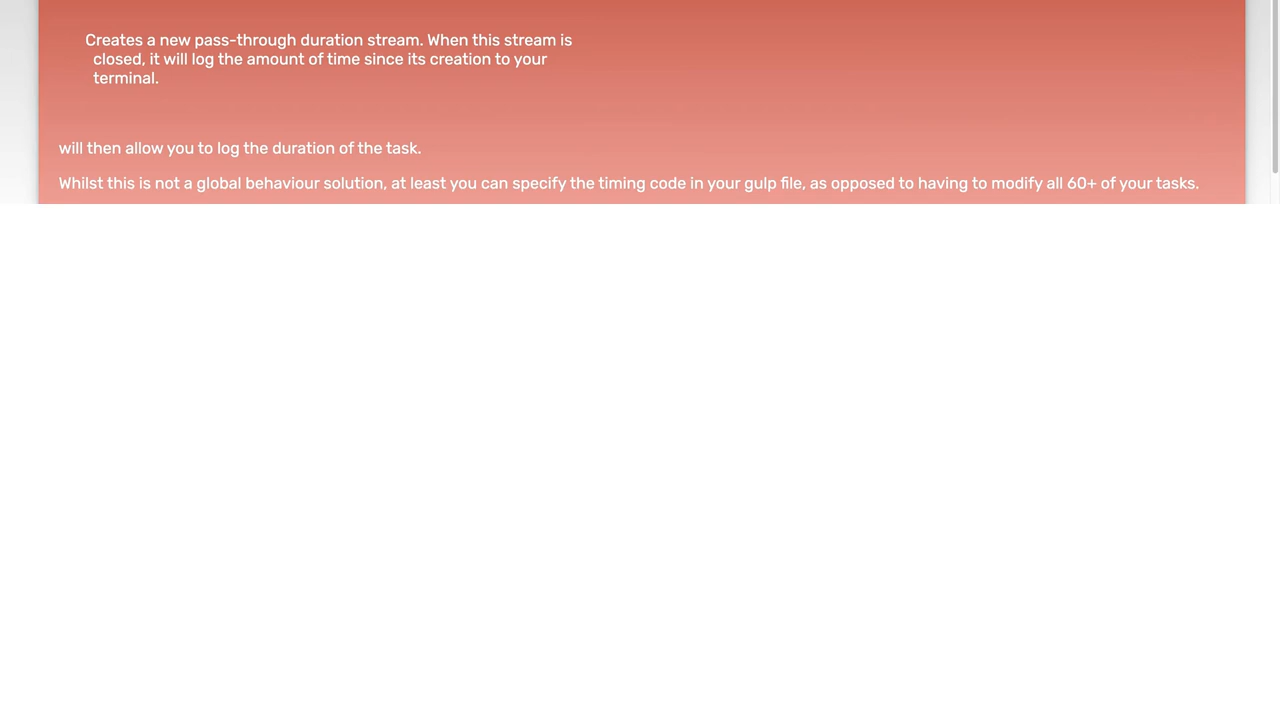 Creates a new pass-through duration stream. When this stream is
closed, it will log the amount of time since its creation to your
terminal.
will then allow you to log the duration of the task.
Whilst this is not a global behaviour solution, at least you can specify the timing code in your gulp file, as opposed to having to modify all 60+ of your tasks.